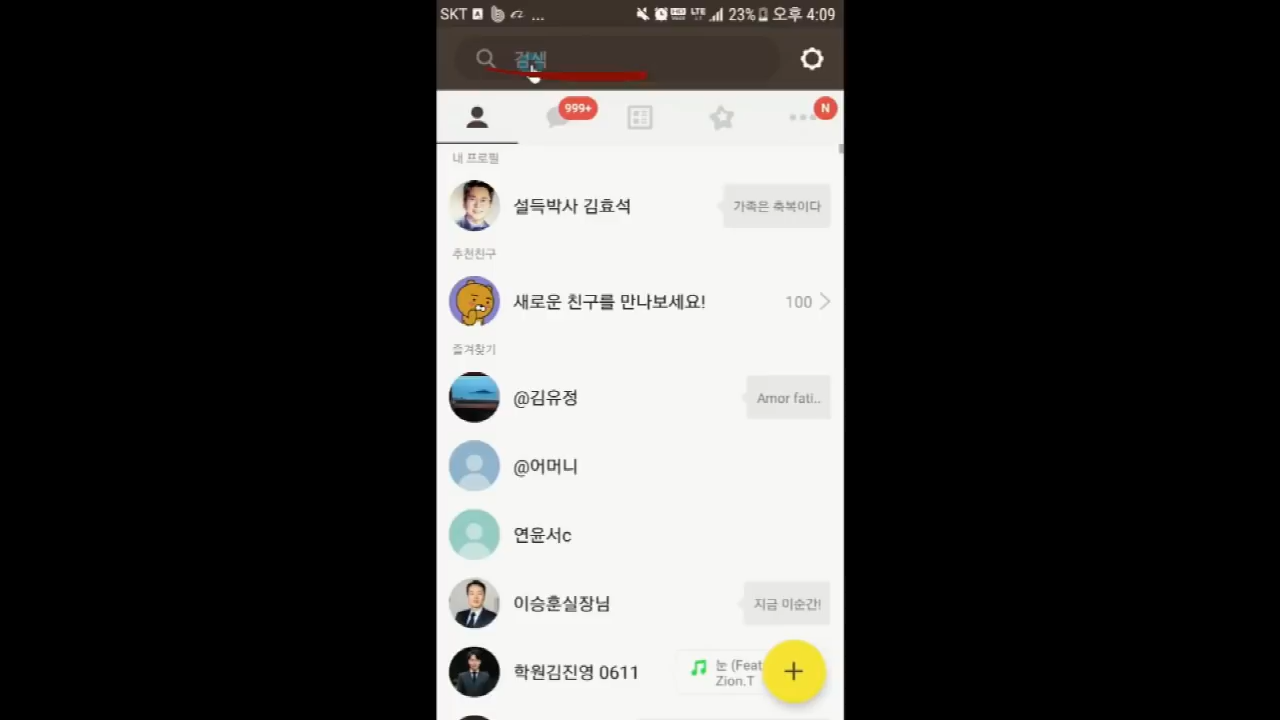 SKT ... 23% 오후 4:09
검색
999+
N
내 프로필
설득박사 김효석
가족은 축복이다
추천친구
새로운 친구를 만나보세요!
100
즐겨찾기
@김유정
Amor fati..
@어머니
연윤서c
이승훈실장님
지금 이순간!
학원김진영 0611
눈 (Feat
Zion.T